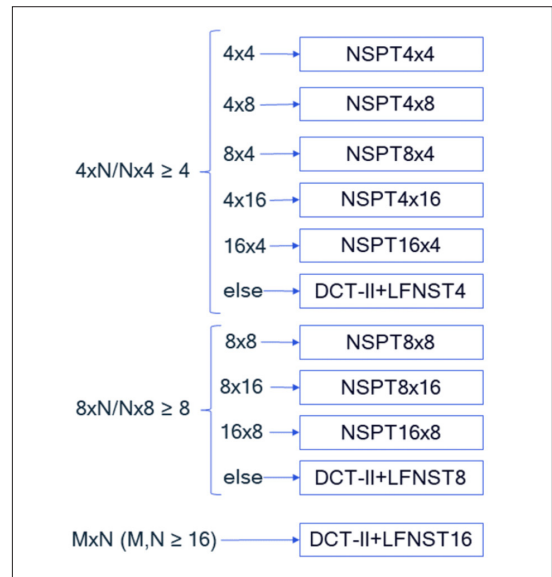 4x4 NSPT4x4
4x8 NSPT4x8
8x4 NSPT8x4
4xN/Nx4 ≥ 4
4x16 NSPT4x16
16x4 NSPT16x4
else DCT-II+LFNST4
8x8 NSPT8x8
8x16 NSPT8x16
8xN/Nx8 ≥ 8
16x8 NSPT16x8
else DCT-II+LFNST8
MxN (M,N ≥ 16) DCT-II+LFNST16